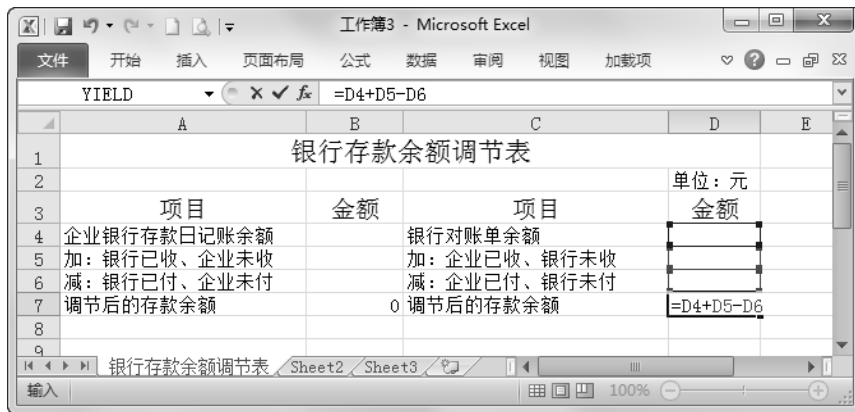 工作簿3 - Microsoft Excel
文件 开始 插入 页面布局 公式 数据 审阅 视图 加载项
YIELD fx =D4+D5-D6
A B C D E
1 银行存款余额调节表
2 单位：元
3 项目 金额 项目 金额
4 企业银行存款日记账余额 银行对账单余额
5 加：银行已收、企业未收 加：企业已收、银行未收
6 减：银行已付、企业未付 减：企业已付、银行未付
7 调节后的存款余额 0 调节后的存款余额 =D4+D5-D6
8
9
银行存款余额调节表 Sheet2 Sheet3
输入 100%